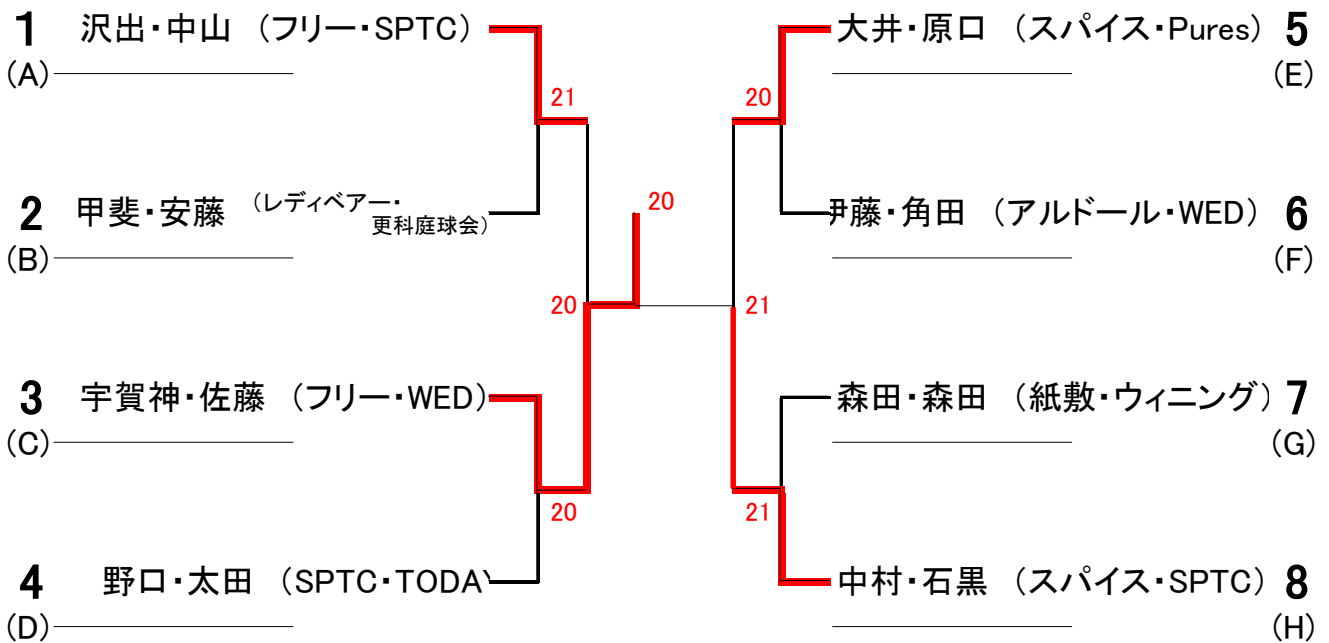 1 沢出・中山 (フリー・SPTC)
(A)
21
2 甲斐・安藤 (レディベアー・
更科庭球会)
(B)
20
3 宇賀神・佐藤 (フリー・WED)
(C)
20
4 野口・太田 (SPTC・TODA
(D)
20
大井・原口 (スパイス・Pures) 5
(E)
20
伊藤・角田 (アルドール・WED) 6
(F)
21
森田・森田 (紙敷・ウィニング) 7
(G)
21
中村・石黒 (スパイス・SPTC) 8
(H)